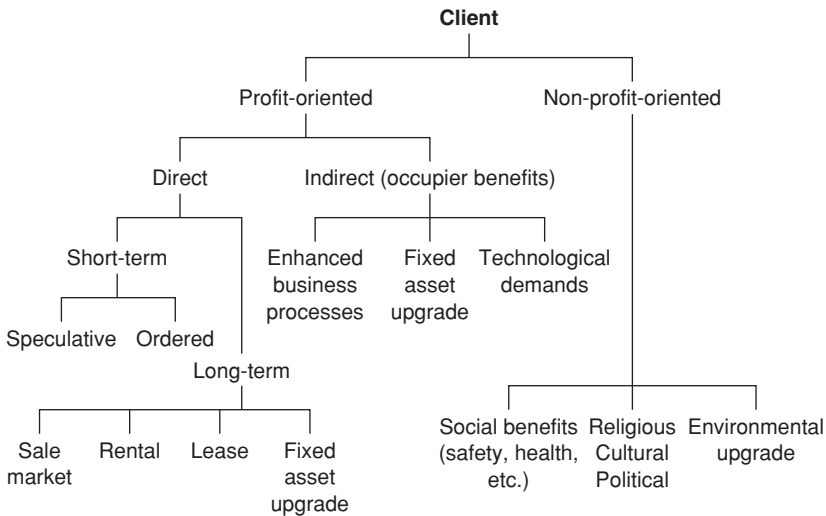 Client
Profit-oriented
Non-profit-oriented
Direct
Indirect (occupier benefits)
Short-term
Enhanced
business
processes
Fixed
asset
upgrade
Technological
demands
Speculative
Ordered
Long-term
Sale
market
Rental
Lease
Fixed
asset
upgrade
Social benefits
(safety, health,
etc.)
Religious
Cultural
Political
Environmental
upgrade